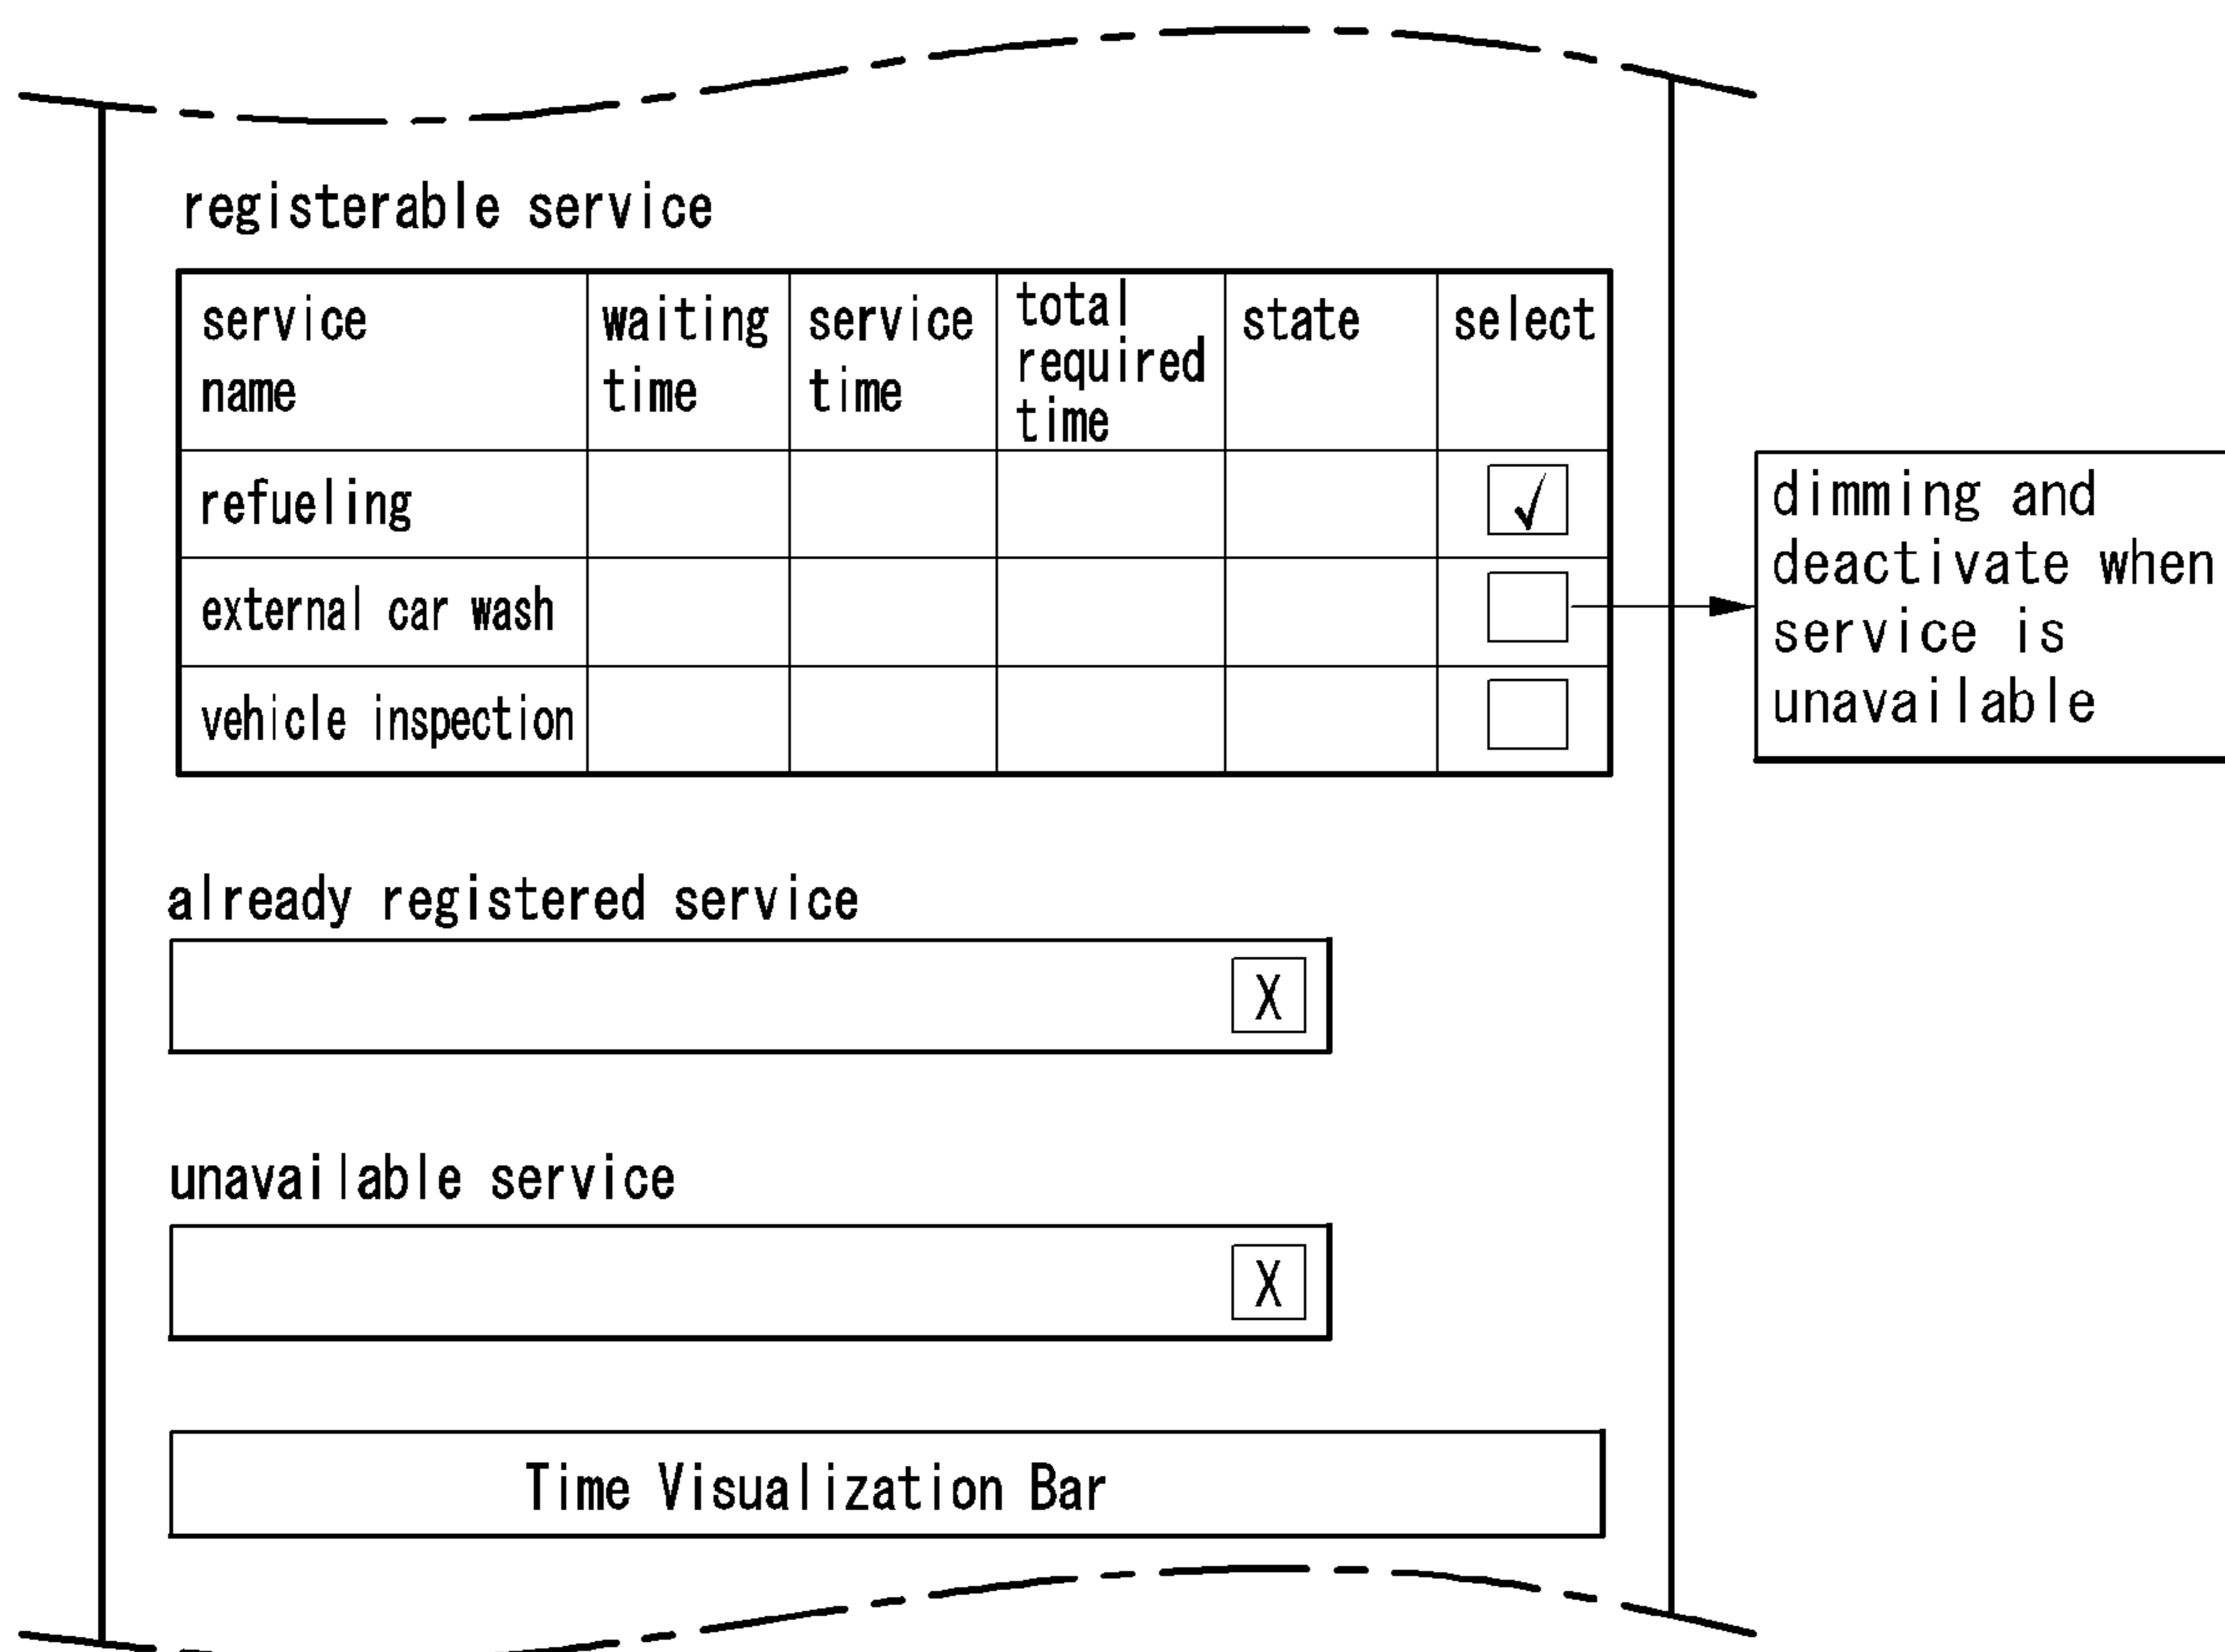 registerable service
service name
waiting time
service time
total required time
state
select
refueling
✓
external car wash
vehicle inspection
dimming and
deactivate when
service is
unavailable
already registered service
X
unavailable service
X
Time Visualization Bar